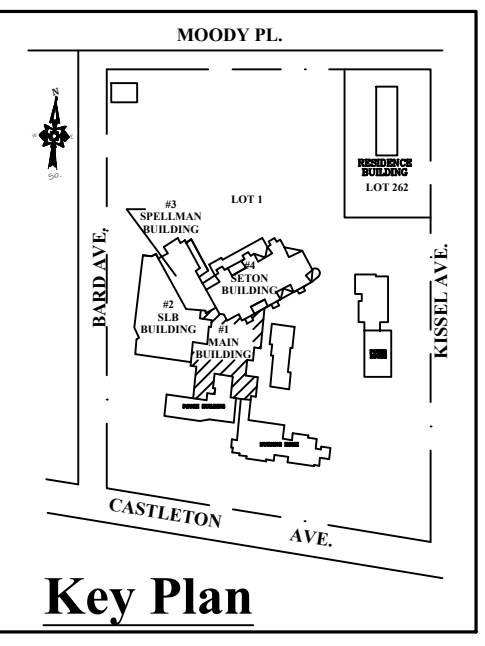 MOODY PL.
N
SO.
RESIDENCE
BUILDING
LOT 262
LOT 1
#3
SPELLMAN
BUILDING
#4
SETON
BUILDING
BARD AVE.
KISSEL AVE.
#2
SLB
BUILDING
#1
MAIN
BUILDING
CASTLETON AVE.
Key Plan